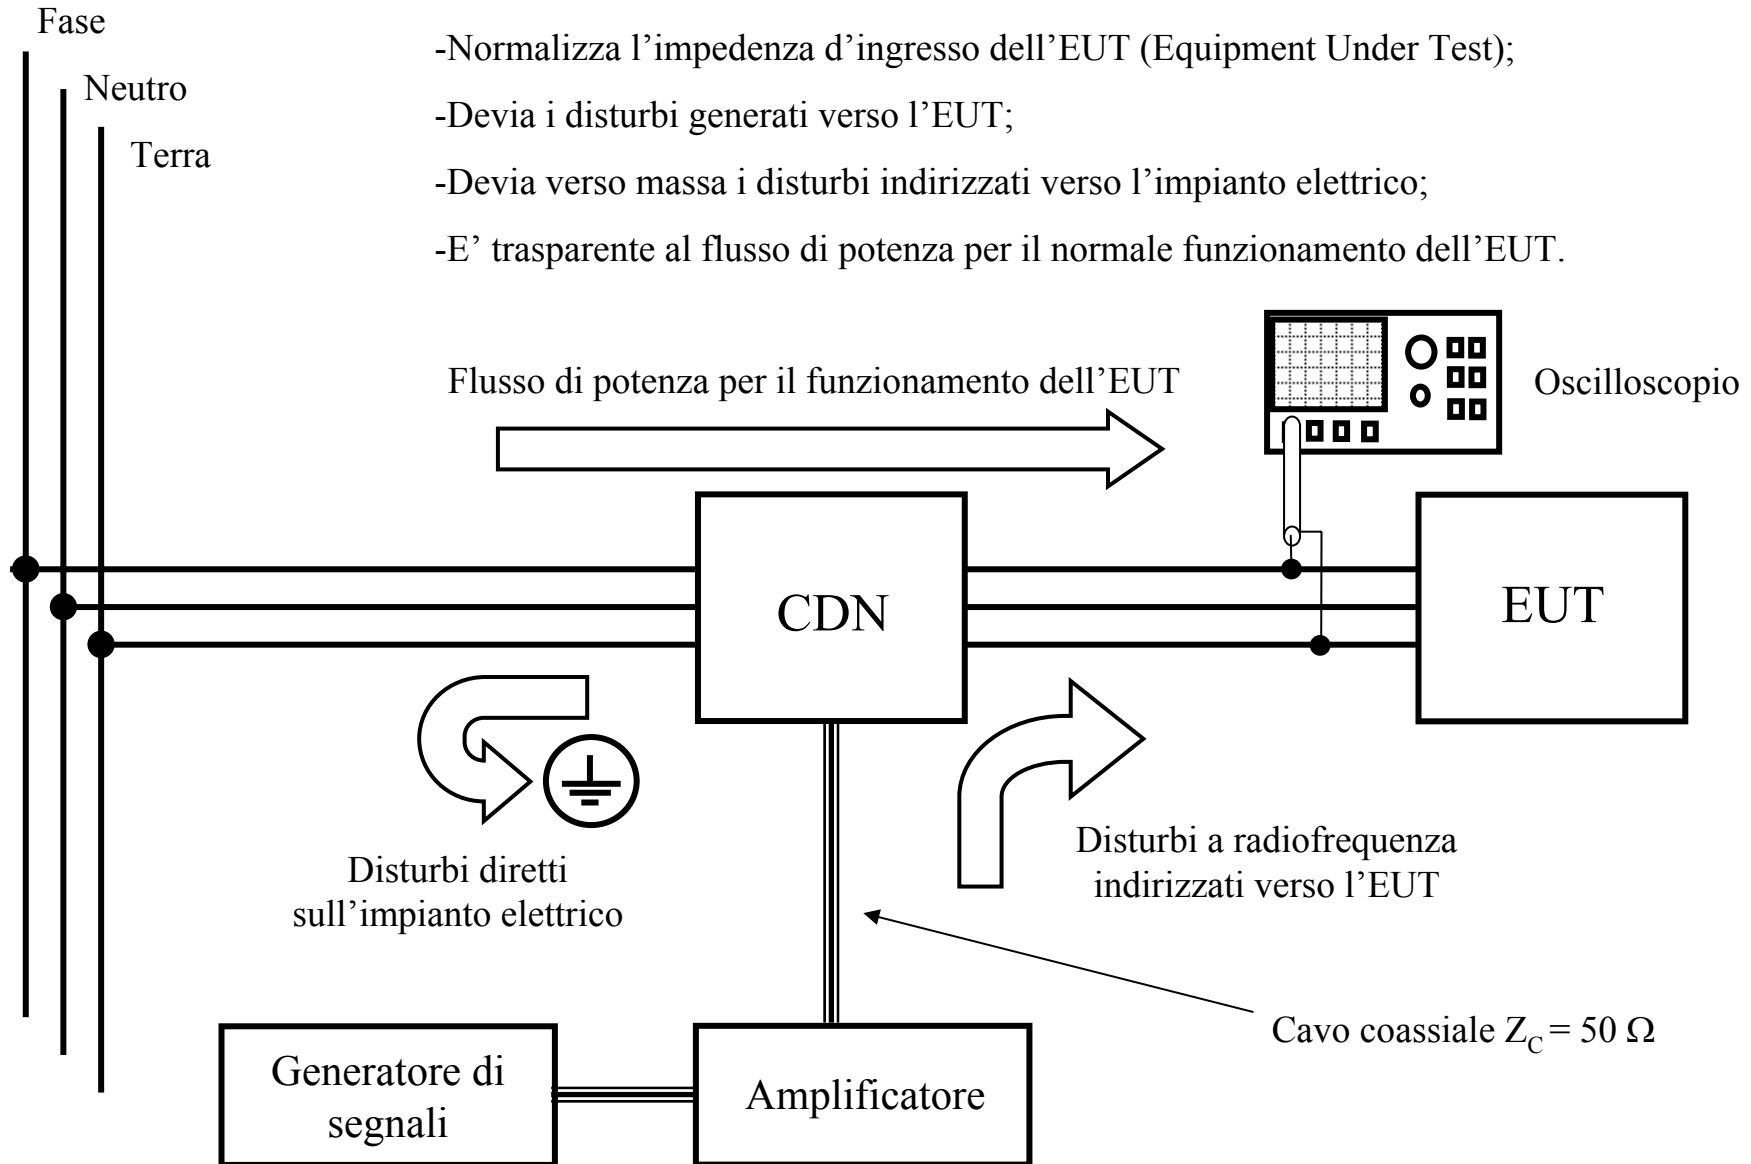 Fase
-Normalizza l’impedenza d’ingresso dell’EUT (Equipment Under Test);
Neutro
-Devia i disturbi generati verso l’EUT;
Terra
-Devia verso massa i disturbi indirizzati verso l’impianto elettrico;
-E’ trasparente al flusso di potenza per il normale funzionamento dell’EUT.
Flusso di potenza per il funzionamento dell’EUT
Oscilloscopio
CDN
EUT
Disturbi diretti
sull’impianto elettrico
Disturbi a radiofrequenza
indirizzati verso l’EUT
Cavo coassiale Z_C = 50 Ω
Generatore di
segnali
Amplificatore